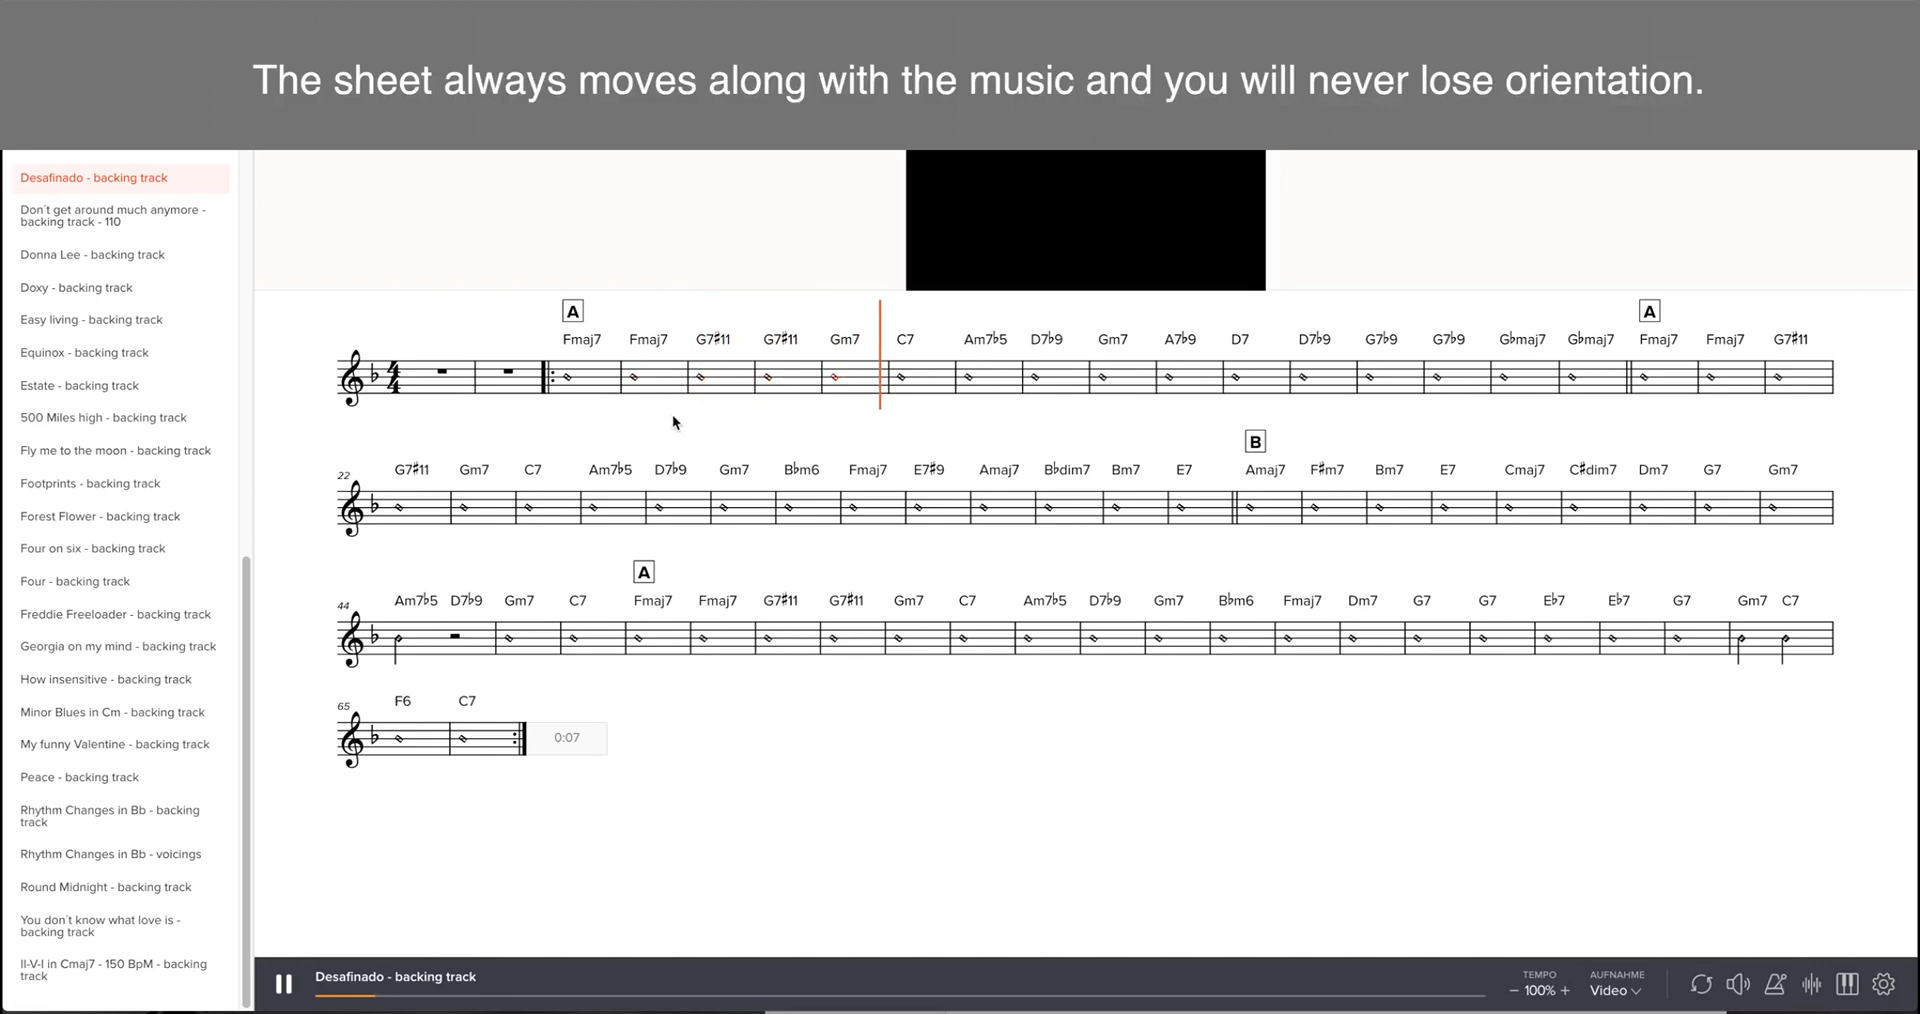 The sheet always moves along with the music and you will never lose orientation.
Desafinado - backing track
Don´t get around much anymore -
backing track - 110
Donna Lee - backing track
Doxy - backing track
Easy living - backing track
Equinox - backing track
Estate - backing track
500 Miles high - backing track
Fly me to the moon - backing track
Footprints - backing track
Forest Flower - backing track
Four on six - backing track
Four - backing track
Freddie Freeloader - backing track
Georgia on my mind - backing track
How insensitive - backing track
Minor Blues in Cm - backing track
My funny Valentine - backing track
Peace - backing track
Rhythm Changes in Bb - backing
track
Rhythm Changes in Bb - voicings
Round Midnight - backing track
You don´t know what love is -
backing track
II-V-I in Cmaj7 - 150 BpM - backing
track
A A
Fmaj7 Fmaj7 G7♯11 G7♯11 Gm7 C7 Am7♭5 D7♭9 Gm7 A7♭9 D7 D7♭9 G7♭9 G7♭9 G♭maj7 G♭maj7 Fmaj7 Fmaj7 G7♯11
4
4
B
22 G7♯11 Gm7 C7 Am7♭5 D7♭9 Gm7 B♭m6 Fmaj7 E7♯9 Amaj7 B♭dim7 Bm7 E7 Amaj7 F♯m7 Bm7 E7 Cmaj7 C♯dim7 Dm7 G7 Gm7
A
44 Am7♭5 D7♭9 Gm7 C7 Fmaj7 Fmaj7 G7♯11 G7♯11 Gm7 C7 Am7♭5 D7♭9 Gm7 B♭m6 Fmaj7 Dm7 G7 G7 E♭7 E♭7 G7 Gm7 C7
65 F6 C7
0:07
Desafinado - backing track
TEMPO
− 100% +
AUFNAHME
Video